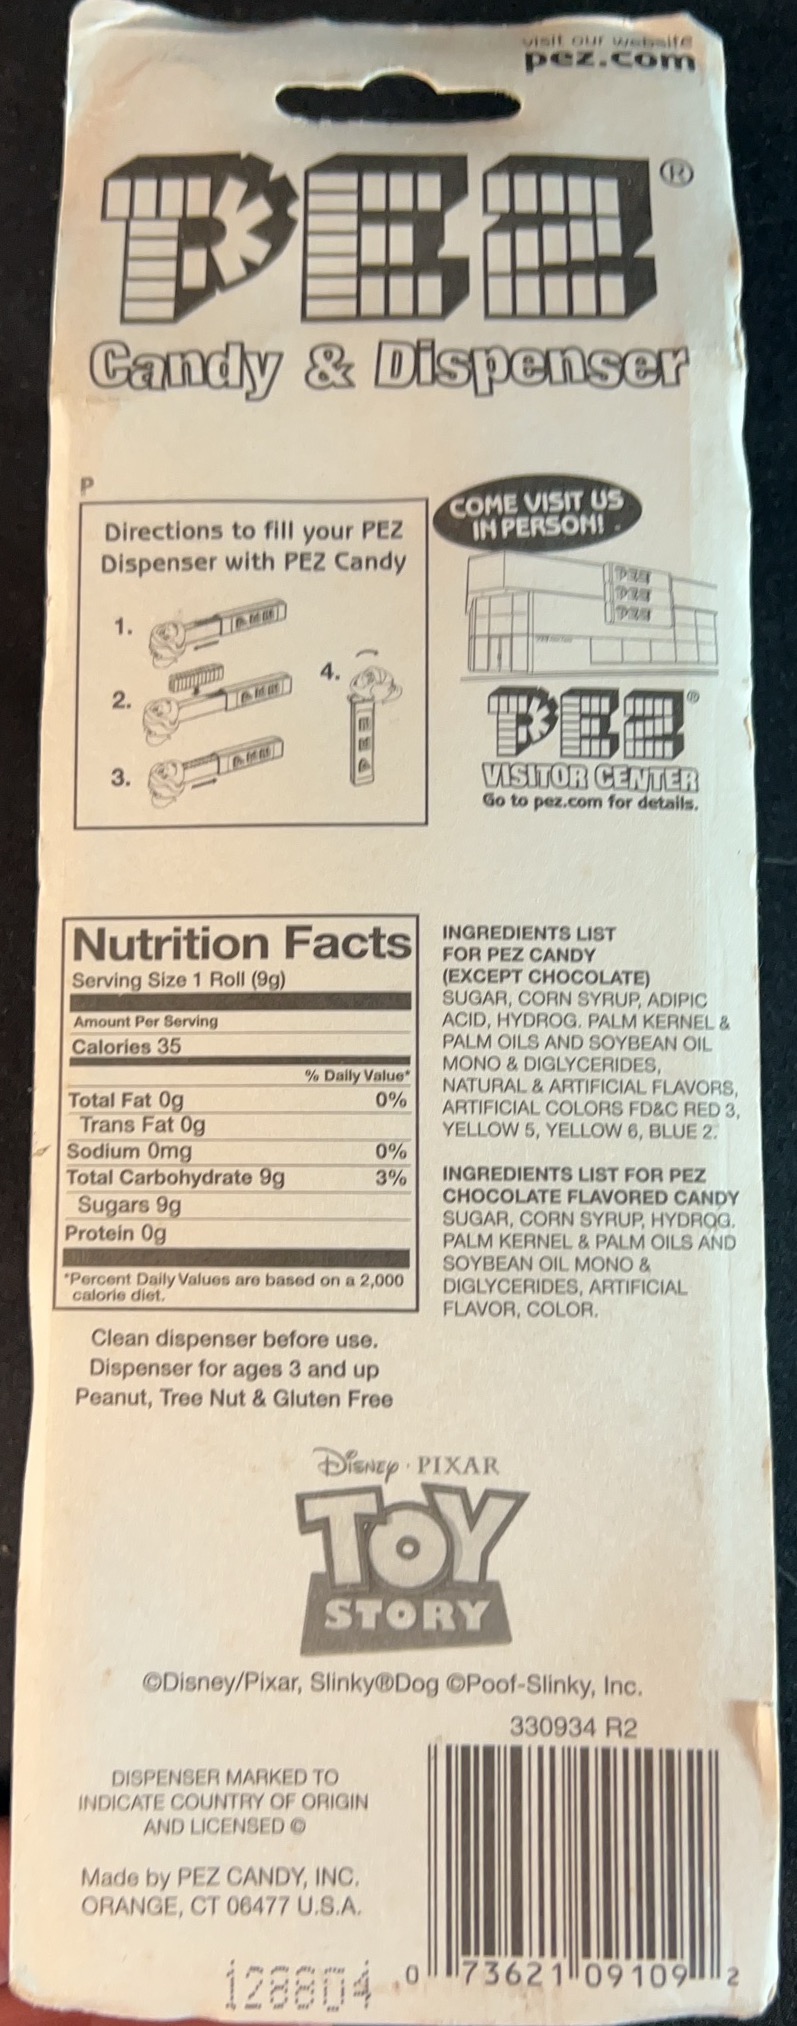 visit our website
pez.com
PEZ®
Candy & Dispenser
P
Directions to fill your PEZ
Dispenser with PEZ Candy
1.
2.
3.
4.
COME VISIT US
IN PERSON!
PEZ
PEZ
PEZ
PEZ®
VISITOR CENTER
Go to pez.com for details.
Nutrition Facts
Serving Size 1 Roll (9g)
Amount Per Serving
Calories 35
% Daily Value*
Total Fat 0g 0%
Trans Fat 0g
Sodium 0mg 0%
Total Carbohydrate 9g 3%
Sugars 9g
Protein 0g
*Percent Daily Values are based on a 2,000
calorie diet.
Clean dispenser before use.
Dispenser for ages 3 and up
Peanut, Tree Nut & Gluten Free
INGREDIENTS LIST
FOR PEZ CANDY
(EXCEPT CHOCOLATE)
SUGAR, CORN SYRUP, ADIPIC
ACID, HYDROG. PALM KERNEL &
PALM OILS AND SOYBEAN OIL
MONO & DIGLYCERIDES,
NATURAL & ARTIFICIAL FLAVORS,
ARTIFICIAL COLORS FD&C RED 3,
YELLOW 5, YELLOW 6, BLUE 2.
INGREDIENTS LIST FOR PEZ
CHOCOLATE FLAVORED CANDY
SUGAR, CORN SYRUP, HYDROG.
PALM KERNEL & PALM OILS AND
SOYBEAN OIL MONO &
DIGLYCERIDES, ARTIFICIAL
FLAVOR, COLOR.
Disney · PIXAR
TOY
STORY
©Disney/Pixar, Slinky®Dog ©Poof-Slinky, Inc.
330934 R2
DISPENSER MARKED TO
INDICATE COUNTRY OF ORIGIN
AND LICENSED ©
Made by PEZ CANDY, INC.
ORANGE, CT 06477 U.S.A.
128804
0 73621 09109 2